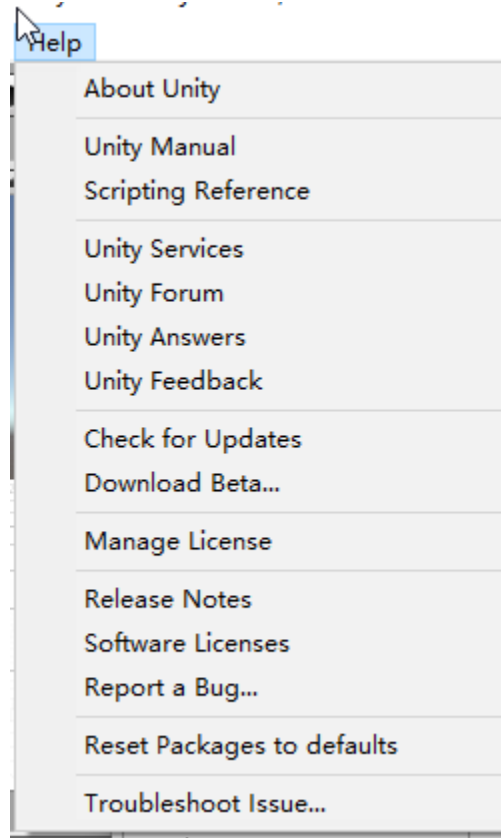 Help
About Unity
Unity Manual
Scripting Reference
Unity Services
Unity Forum
Unity Answers
Unity Feedback
Check for Updates
Download Beta...
Manage License
Release Notes
Software Licenses
Report a Bug...
Reset Packages to defaults
Troubleshoot Issue...